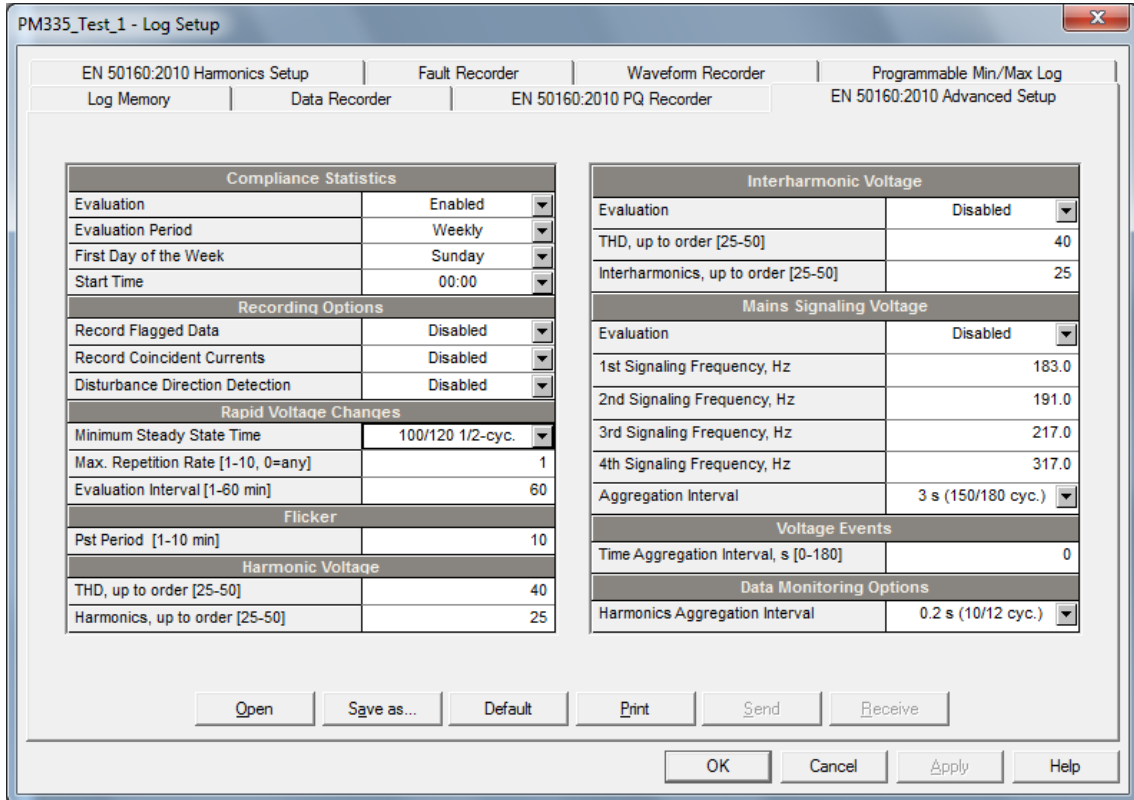 PM335_Test_1 - Log Setup
x
EN 50160:2010 Harmonics Setup Fault Recorder Waveform Recorder Programmable Min/Max Log
Log Memory Data Recorder EN 50160:2010 PQ Recorder EN 50160:2010 Advanced Setup
Compliance Statistics
Evaluation Enabled
Evaluation Period Weekly
First Day of the Week Sunday
Start Time 00:00
Recording Options
Record Flagged Data Disabled
Record Coincident Currents Disabled
Disturbance Direction Detection Disabled
Rapid Voltage Changes
Minimum Steady State Time 100/120 1/2-cyc.
Max. Repetition Rate [1-10, 0=any] 1
Evaluation Interval [1-60 min] 60
Flicker
Pst Period [1-10 min] 10
Harmonic Voltage
THD, up to order [25-50] 40
Harmonics, up to order [25-50] 25
Interharmonic Voltage
Evaluation Disabled
THD, up to order [25-50] 40
Interharmonics, up to order [25-50] 25
Mains Signaling Voltage
Evaluation Disabled
1st Signaling Frequency, Hz 183.0
2nd Signaling Frequency, Hz 191.0
3rd Signaling Frequency, Hz 217.0
4th Signaling Frequency, Hz 317.0
Aggregation Interval 3 s (150/180 cyc.)
Voltage Events
Time Aggregation Interval, s [0-180] 0
Data Monitoring Options
Harmonics Aggregation Interval 0.2 s (10/12 cyc.)
Open Save as... Default Print Send Receive
OK Cancel Apply Help